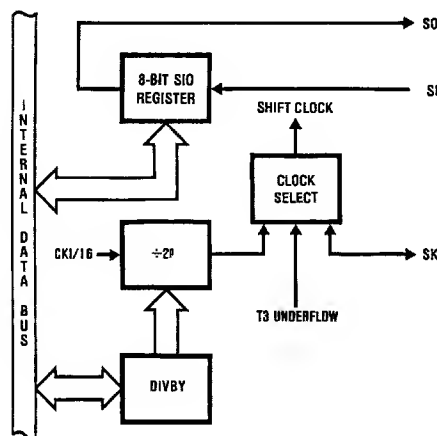 SO
8-BIT SIO
REGISTER
SI
SHIFT CLOCK
INTERNAL DATA BUS
CLOCK
SELECT
CKI/16
÷2P
SK
T3 UNDERFLOW
DIVBY